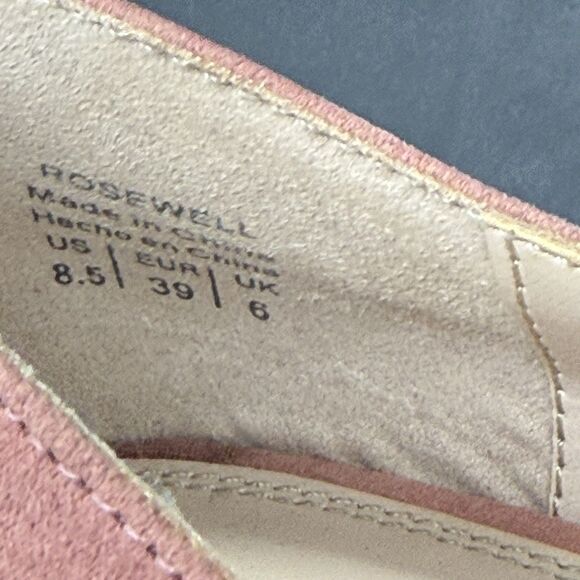 ROSEWELL
Made in China
Hecho en China
US | EUR | UK
8.5 | 39 | 6